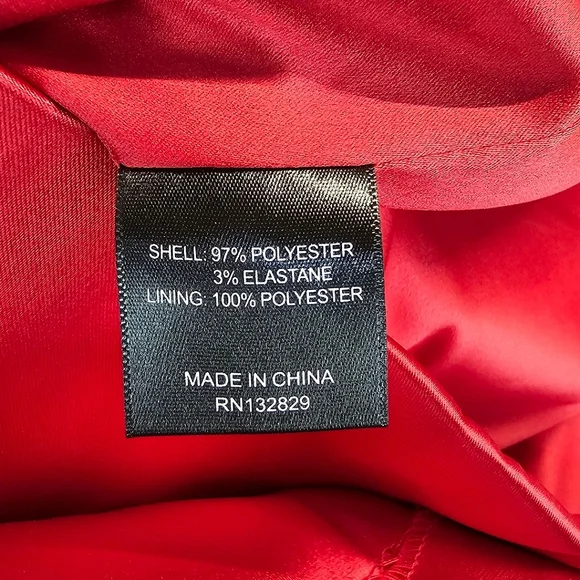 SHELL: 97% POLYESTER
3% ELASTANE
LINING: 100% POLYESTER
MADE IN CHINA
RN132829